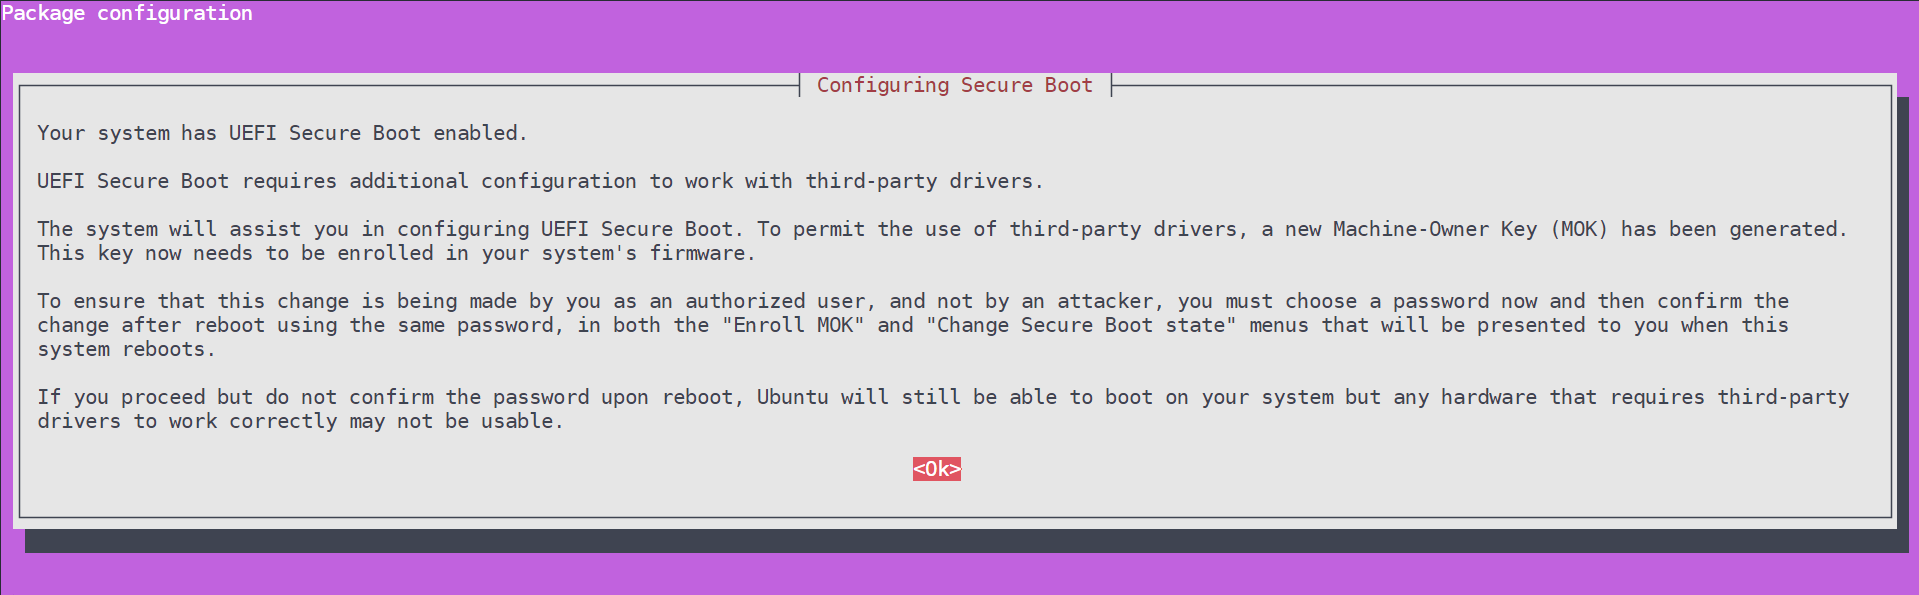 Package configuration
Configuring Secure Boot
Your system has UEFI Secure Boot enabled.
UEFI Secure Boot requires additional configuration to work with third-party drivers.
The system will assist you in configuring UEFI Secure Boot. To permit the use of third-party drivers, a new Machine-Owner Key (MOK) has been generated.
This key now needs to be enrolled in your system's firmware.
To ensure that this change is being made by you as an authorized user, and not by an attacker, you must choose a password now and then confirm the
change after reboot using the same password, in both the "Enroll MOK" and "Change Secure Boot state" menus that will be presented to you when this
system reboots.
If you proceed but do not confirm the password upon reboot, Ubuntu will still be able to boot on your system but any hardware that requires third-party
drivers to work correctly may not be usable.
<Ok>